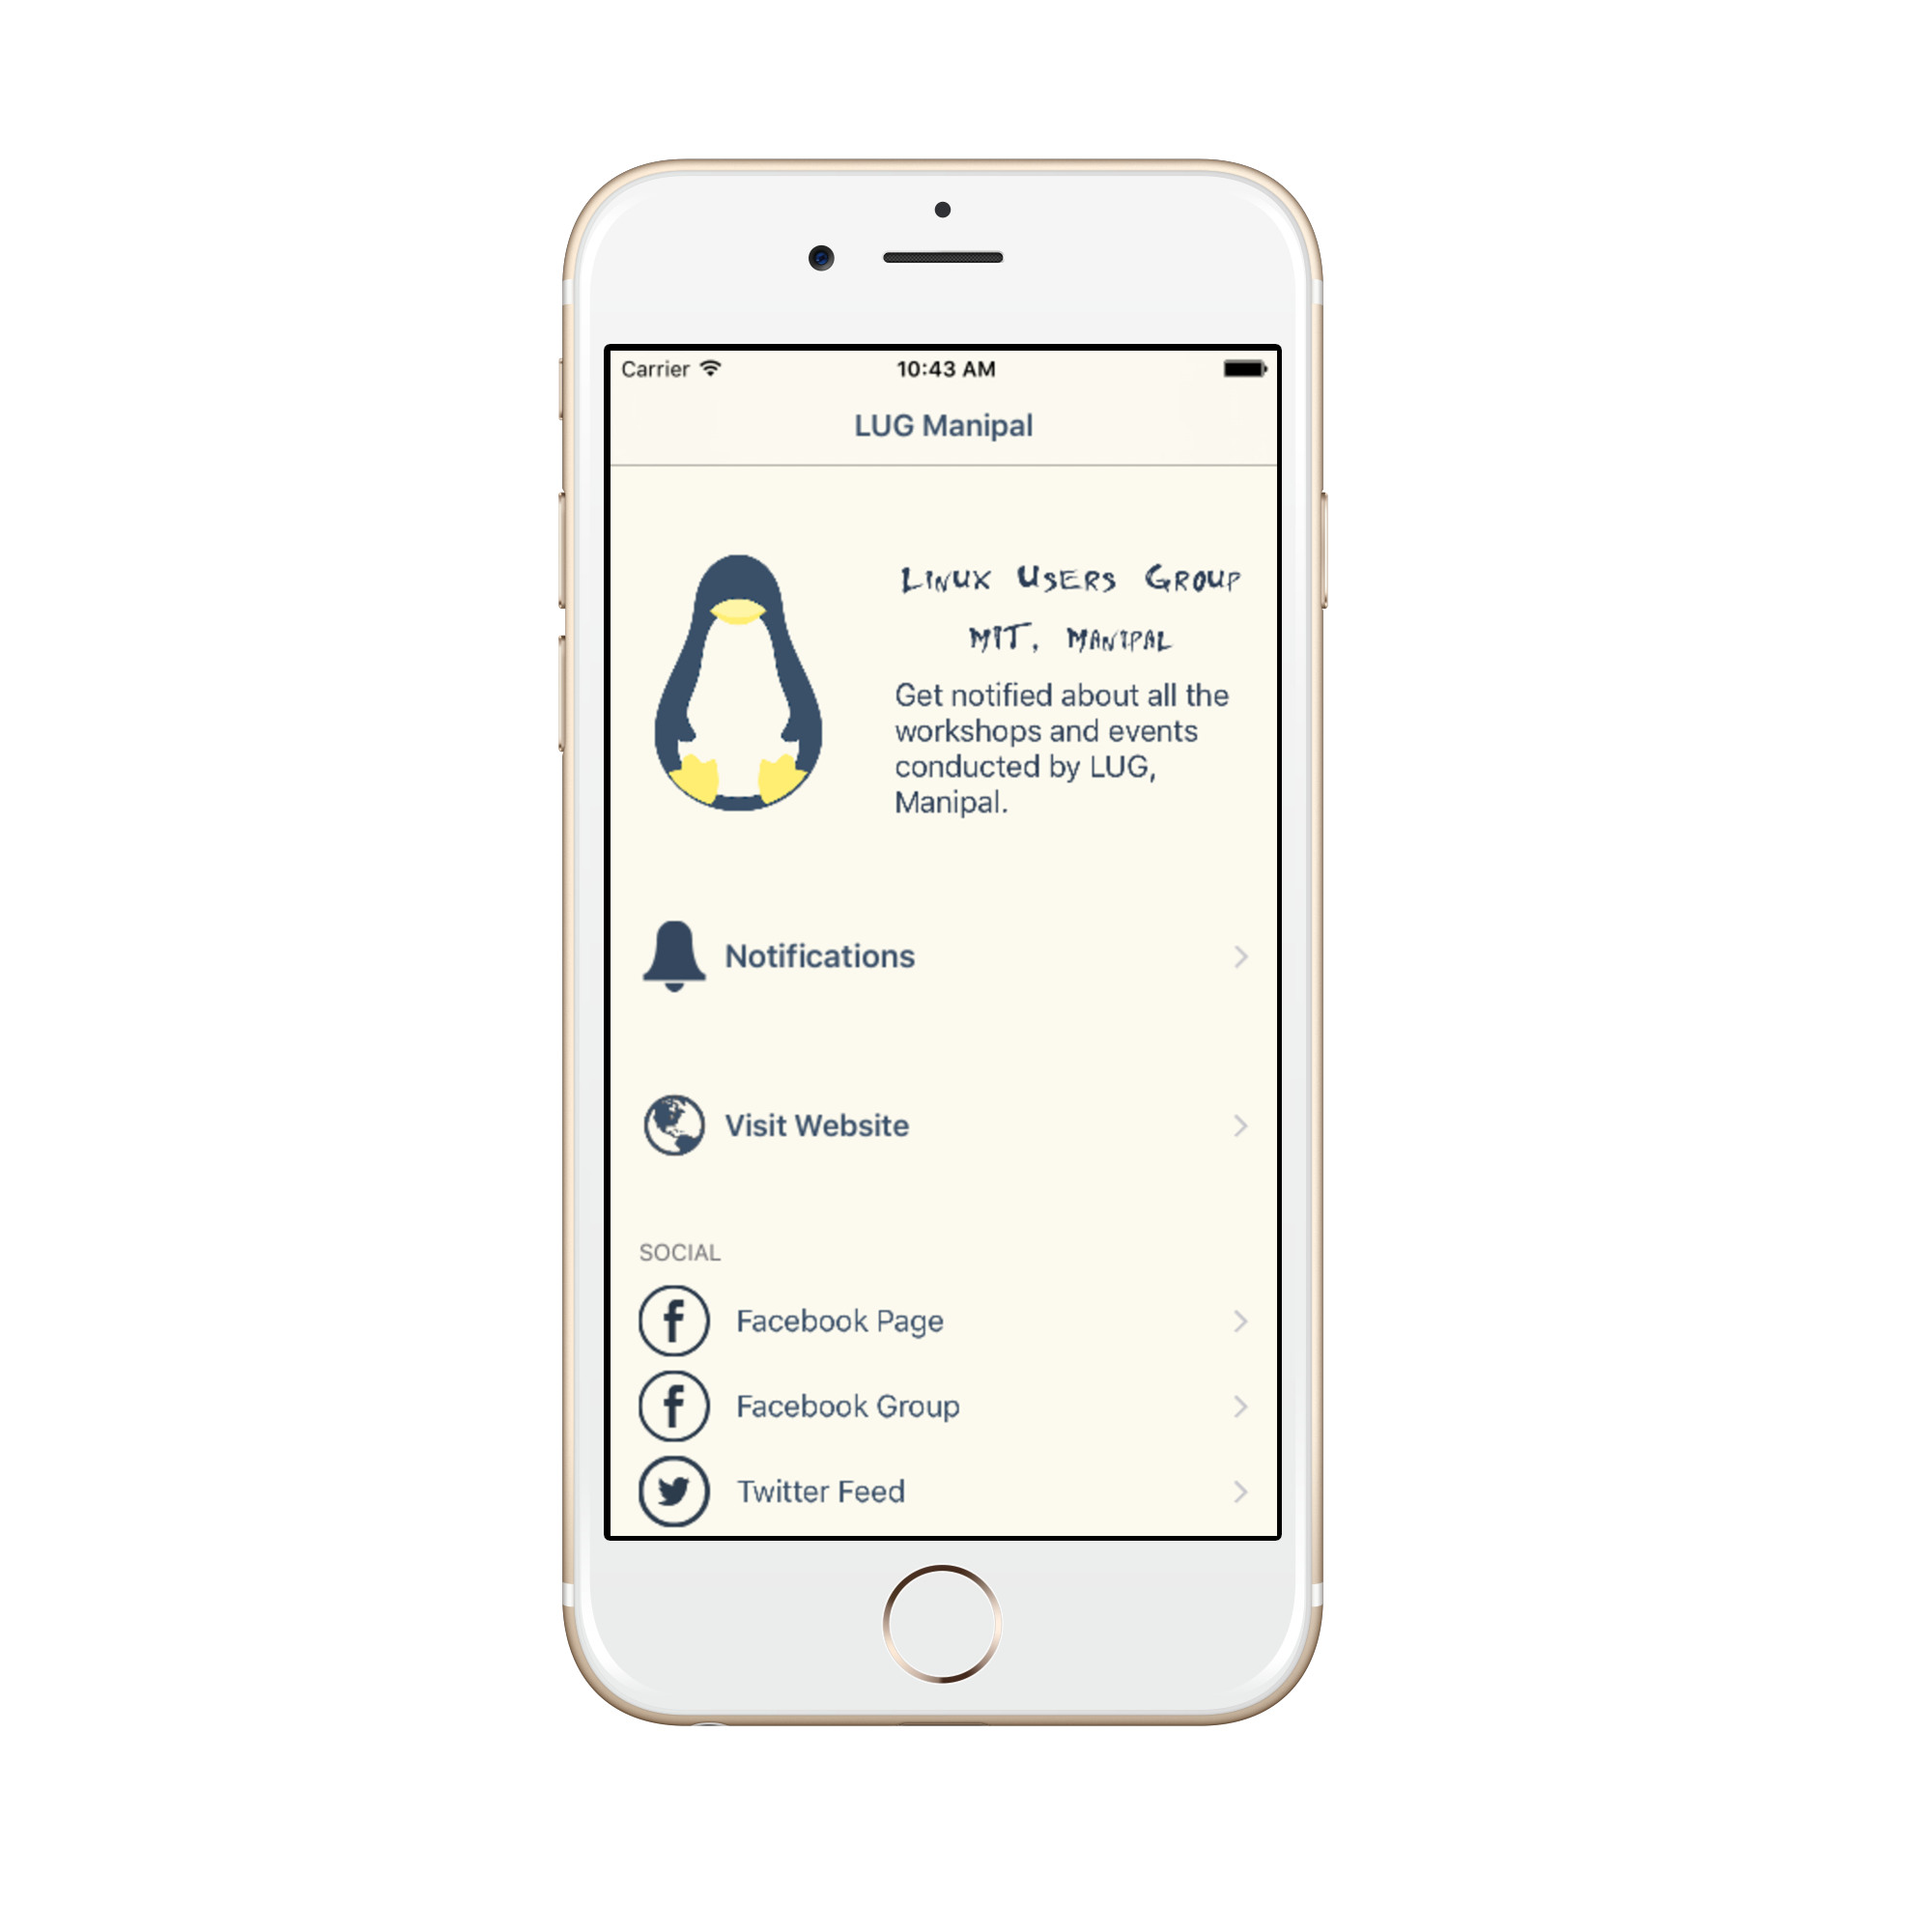 Carrier 10:43 AM
LUG Manipal
Linux Users Group
MIT, Manipal
Get notified about all the
workshops and events
conducted by LUG,
Manipal.
Notifications
Visit Website
SOCIAL
Facebook Page
Facebook Group
Twitter Feed